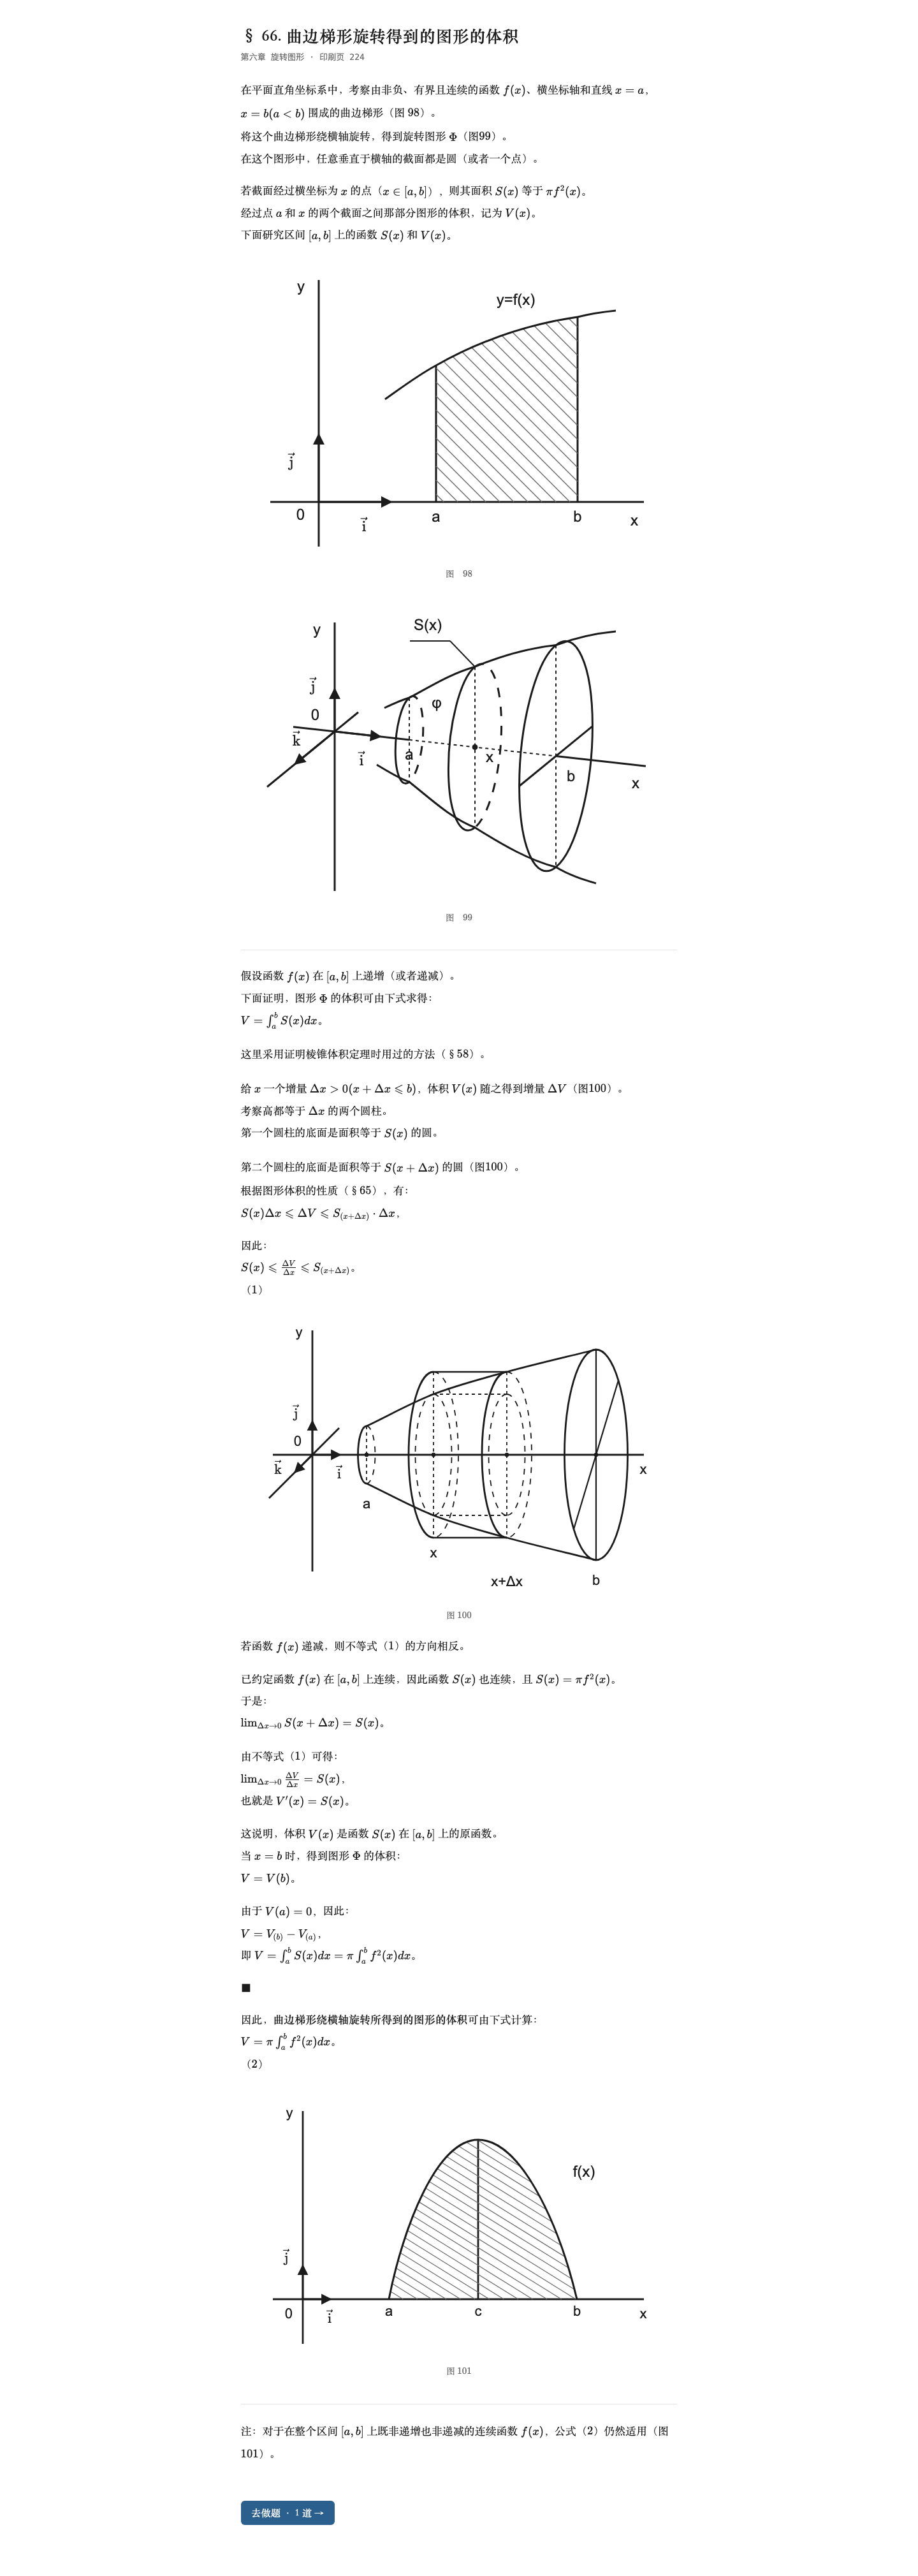 § 66. 曲边梯形旋转得到的图形的体积
第六章 旋转图形 · 印刷页 224
在平面直角坐标系中，考察由非负、有界且连续的函数 f(x)、横坐标轴和直线 x = a，
x = b(a < b) 围成的曲边梯形（图 98）。
将这个曲边梯形绕横轴旋转，得到旋转图形 Φ（图99）。
在这个图形中，任意垂直于横轴的截面都是圆（或者一个点）。
若截面经过横坐标为 x 的点（x ∈ [a, b]），则其面积 S(x) 等于 πf²(x)。
经过点 a 和 x 的两个截面之间那部分图形的体积，记为 V(x)。
下面研究区间 [a, b] 上的函数 S(x) 和 V(x)。
y
y=f(x)
j⃗
0
i⃗
a
b
x
图 98
S(x)
y
j⃗
φ
0
k⃗
i⃗
a
x
b
x
图 99
假设函数 f(x) 在 [a, b] 上递增（或者递减）。
下面证明，图形 Φ 的体积可由下式求得：
V = ∫ₐᵇ S(x)dx。
这里采用证明棱锥体积定理时用过的方法（§58）。
给 x 一个增量 Δx > 0(x + Δx ⩽ b)，体积 V(x) 随之得到增量 ΔV（图100）。
考察高都等于 Δx 的两个圆柱。
第一个圆柱的底面是面积等于 S(x) 的圆。
第二个圆柱的底面是面积等于 S(x + Δx) 的圆（图100）。
根据图形体积的性质（§65），有：
S(x)Δx ⩽ ΔV ⩽ S₍ₓ₊Δₓ₎ · Δx，
因此：
S(x) ⩽ ΔV/Δx ⩽ S₍ₓ₊Δₓ₎。
（1）
y
j⃗
0
k⃗
i⃗
x
a
x
x+Δx
b
图 100
若函数 f(x) 递减，则不等式（1）的方向相反。
已约定函数 f(x) 在 [a, b] 上连续，因此函数 S(x) 也连续，且 S(x) = πf²(x)。
于是：
lim_{Δx→0} S(x + Δx) = S(x)。
由不等式（1）可得：
lim_{Δx→0} ΔV/Δx = S(x)，
也就是 V′(x) = S(x)。
这说明，体积 V(x) 是函数 S(x) 在 [a, b] 上的原函数。
当 x = b 时，得到图形 Φ 的体积：
V = V(b)。
由于 V(a) = 0，因此：
V = V_{(b)} − V_{(a)}，
即 V = ∫ₐᵇ S(x)dx = π ∫ₐᵇ f²(x)dx。
■
因此，曲边梯形绕横轴旋转所得到的图形的体积可由下式计算：
V = π ∫ₐᵇ f²(x)dx。
（2）
y
f(x)
j⃗
0
i⃗
a
c
b
x
图 101
注：对于在整个区间 [a, b] 上既非递增也非递减的连续函数 f(x)，公式（2）仍然适用（图
101）。
去做题 · 1 道 →